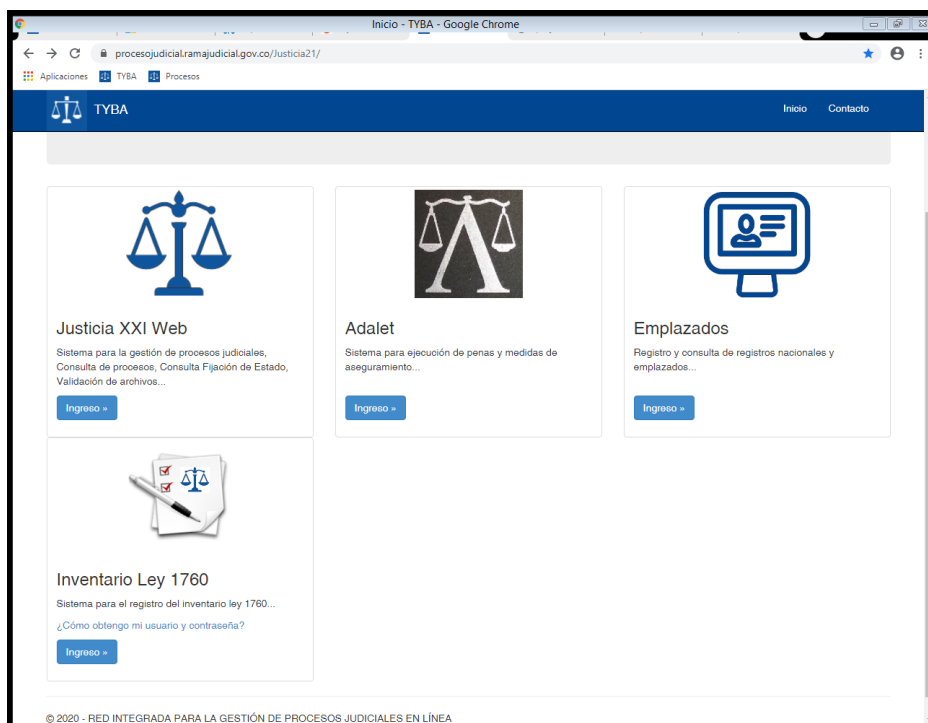 Inicio - TYBA - Google Chrome
procesojudicial.ramajudicial.gov.co/Justicia21/
Aplicaciones TYBA Procesos
TYBA Inicio Contacto
Justicia XXI Web
Sistema para la gestión de procesos judiciales,
Consulta de procesos, Consulta Fijación de Estado,
Validación de archivos...
Ingreso »
Adalet
Sistema para ejecución de penas y medidas de
aseguramiento...
Ingreso »
Emplazados
Registro y consulta de registros nacionales y
emplazados...
Ingreso »
Inventario Ley 1760
Sistema para el registro del inventario ley 1760...
¿Cómo obtengo mi usuario y contraseña?
Ingreso »
© 2020 - RED INTEGRADA PARA LA GESTIÓN DE PROCESOS JUDICIALES EN LÍNEA